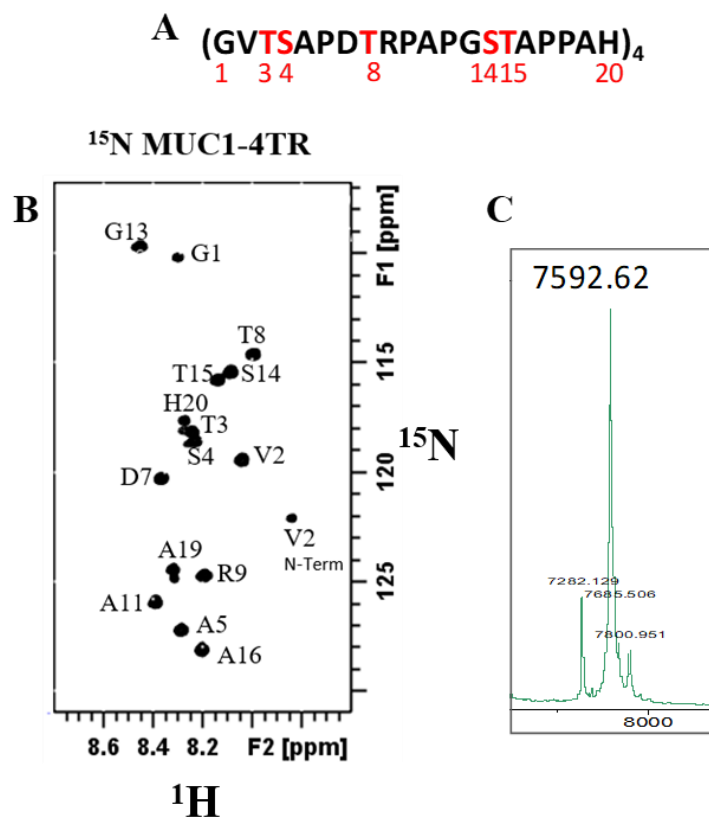 A (GVTSAPDTRPAPGSTAPPAH)4
1 3 4 8 1415 20
15N MUC1-4TR
B
C
G13
G1
T8
T15
S14
H20
T3
S4
V2
D7
V2
N-Term
A19
R9
A11
A5
A16
F1 [ppm]
115
120
125
15N
8.6 8.4 8.2 F2 [ppm]
1H
7592.62
7282.129
7685.506
7800.951
8000